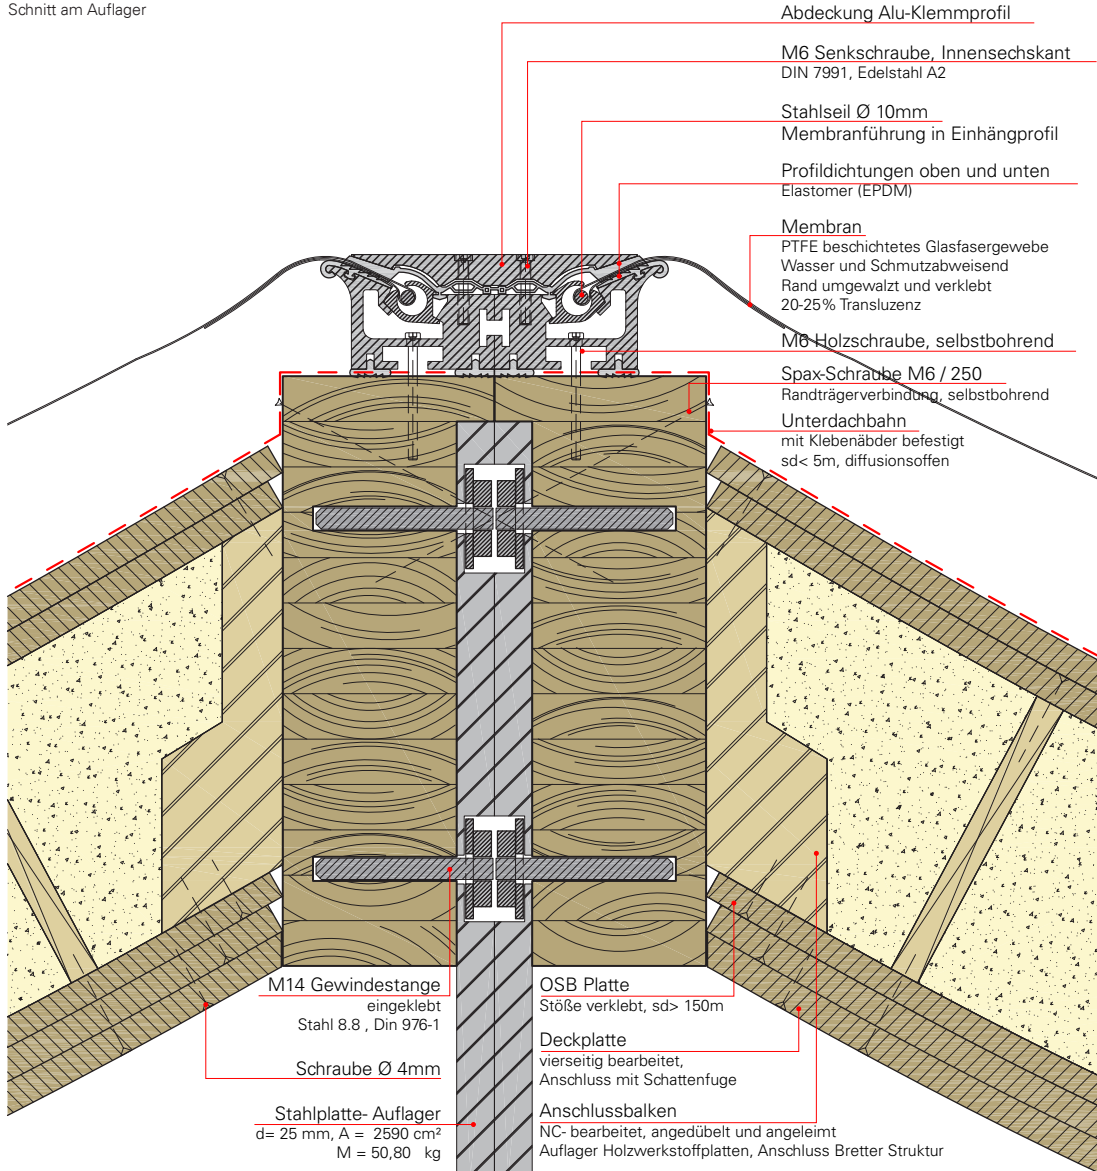 Schnitt am Auflager
Abdeckung Alu-Klemmprofil
M6 Senkschraube, Innensechskant
DIN 7991, Edelstahl A2
Stahlseil Ø 10mm
Membranführung in Einhängprofil
Profildichtungen oben und unten
Elastomer (EPDM)
Membran
PTFE beschichtetes Glasfasergewebe
Wasser und Schmutzabweisend
Rand umgewalzt und verklebt
20-25% Transluzenz
M6 Holzschraube, selbstbohrend
Spax-Schraube M6 / 250
Randträgerverbindung, selbstbohrend
Unterdachbahn
mit Klebenäbder befestigt
sd< 5m, diffusionsoffen
M14 Gewindestange
eingeklebt
Stahl 8.8 , Din 976-1
Schraube Ø 4mm
Stahlplatte- Auflager
d= 25 mm, A = 2590 cm²
M = 50,80 kg
OSB Platte
Stöße verklebt, sd> 150m
Deckplatte
vierseitig bearbeitet,
Anschluss mit Schattenfuge
Anschlussbalken
NC- bearbeitet, angedübelt und angeleimt
Auflager Holzwerkstoffplatten, Anschluss Bretter Struktur